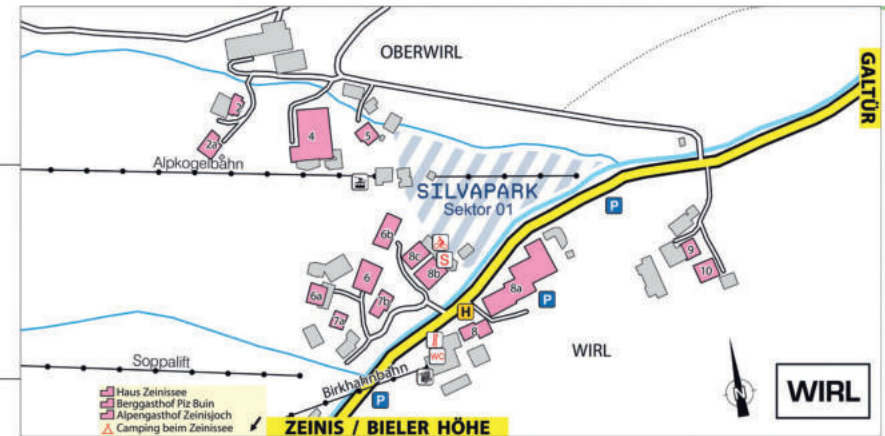 OBERWIRL
GALTÜR
2
2a
4
5
Alpkogelbahn
SILVAPARK
Sektor 01
P
6b
8c
S
8b
6
6a
7b
7a
8a
P
9
10
H
8
WC
WIRL
Soppalift
Birkhahnbahn
P
Haus Zeinissee
Berggasthof Piz Buin
Alpengasthof Zeinisjoch
Camping beim Zeinissee
ZEINIS / BIELER HÖHE
N
WIRL